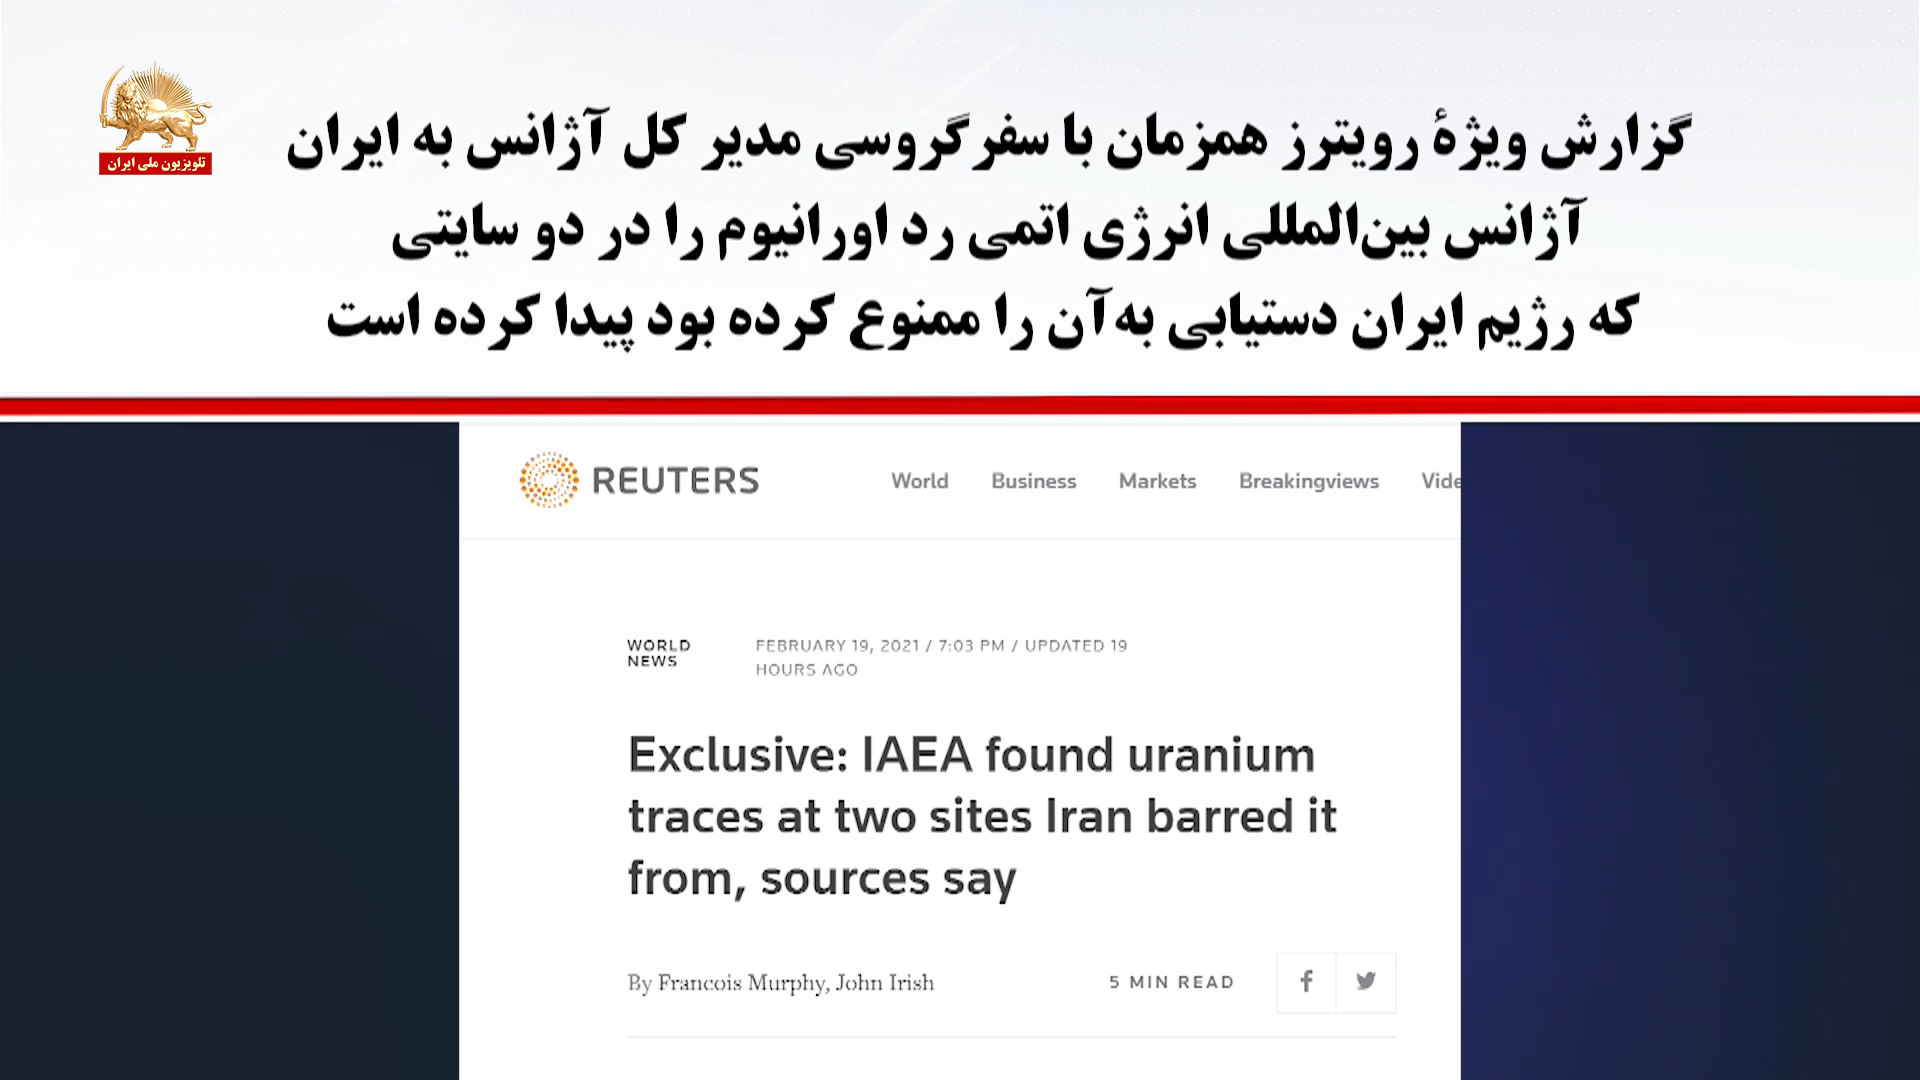 تلویزیون ملی ایران
گزارش ویژهٔ رویترز همزمان با سفر گروسی مدیر کل آژانس به ایران
آژانس بین‌المللی انرژی اتمی رد اورانیوم را در دو سایتی
که رژیم ایران دستیابی به‌آن را ممنوع کرده بود پیدا کرده است
REUTERS World Business Markets Breakingviews Vide
WORLD
NEWS
FEBRUARY 19, 2021 / 7:03 PM / UPDATED 19
HOURS AGO
Exclusive: IAEA found uranium
traces at two sites Iran barred it
from, sources say
By Francois Murphy, John Irish
5 MIN READ